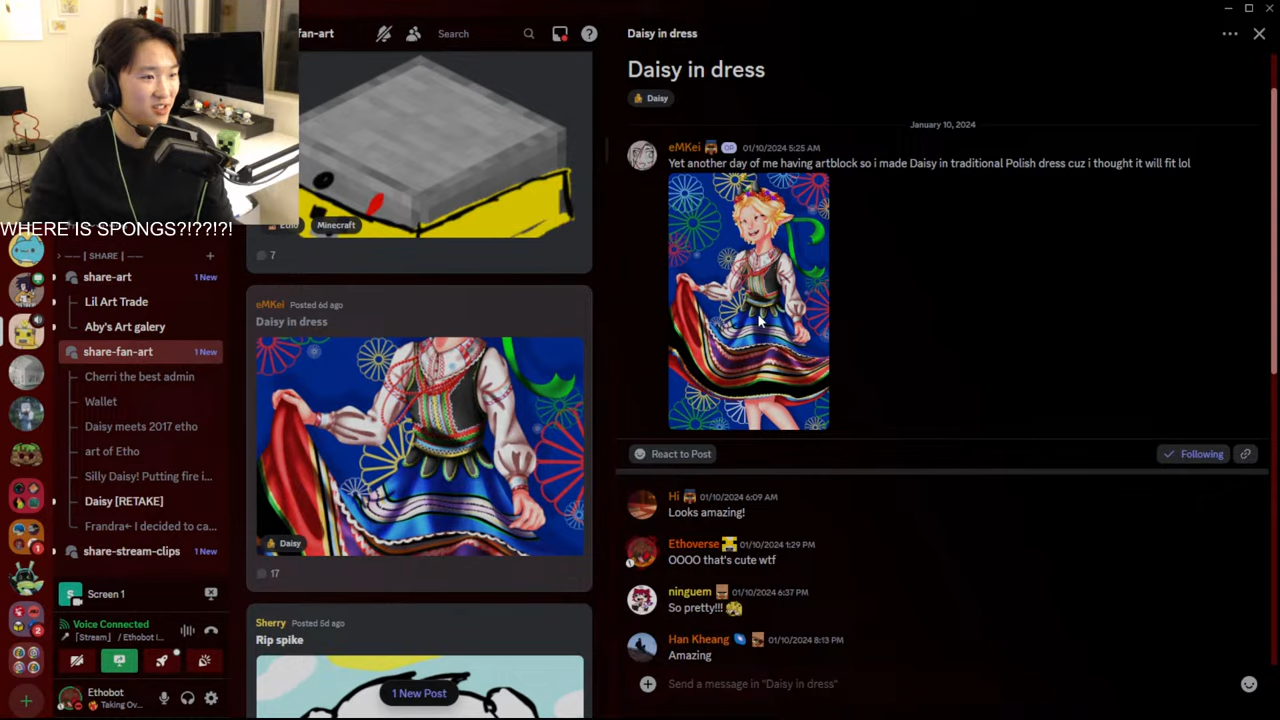 WHERE IS SPONGS?!??!?!
—— | SHARE | ——
share-art
1 New
Lil Art Trade
Aby's Art galery
share-fan-art
1 New
Cherri the best admin
Wallet
Daisy meets 2017 etho
art of Etho
Silly Daisy! Putting fire i...
Daisy [RETAKE]
Frandra← I decided to ca...
share-stream-clips
1 New
Screen 1
Voice Connected
[Stream] / Ethobot I...
Ethobot
Taking Ov...
fan-art
Search
Etho
Minecraft
7
eMKei Posted 6d ago
Daisy in dress
Daisy
17
Sherry Posted 5d ago
Rip spike
1 New Post
Daisy in dress
Daisy in dress
Daisy
January 10, 2024
eMKei OP 01/10/2024 5:25 AM
Yet another day of me having artblock so i made Daisy in traditional Polish dress cuz i thought it will fit lol
React to Post
Following
Hi 01/10/2024 6:09 AM
Looks amazing!
Ethoverse 01/10/2024 1:29 PM
OOOO that's cute wtf
ninguem 01/10/2024 6:37 PM
So pretty!!!
Han Kheang 01/10/2024 8:13 PM
Amazing
Send a message in "Daisy in dress"